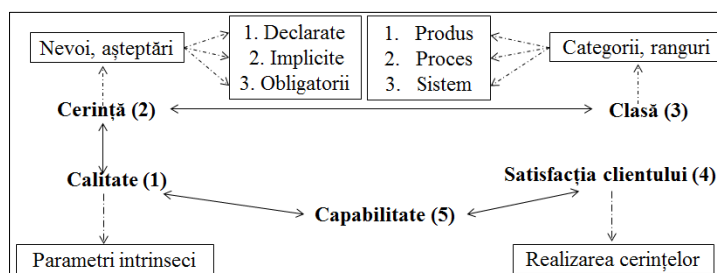 Nevoi, așteptări
1. Declarate
2. Implicite
3. Obligatorii
1. Produs
2. Proces
3. Sistem
Categorii, ranguri
Cerință (2)
Clasă (3)
Calitate (1)
Satisfacția clientului (4)
Capabilitate (5)
Parametri intrinseci
Realizarea cerințelor